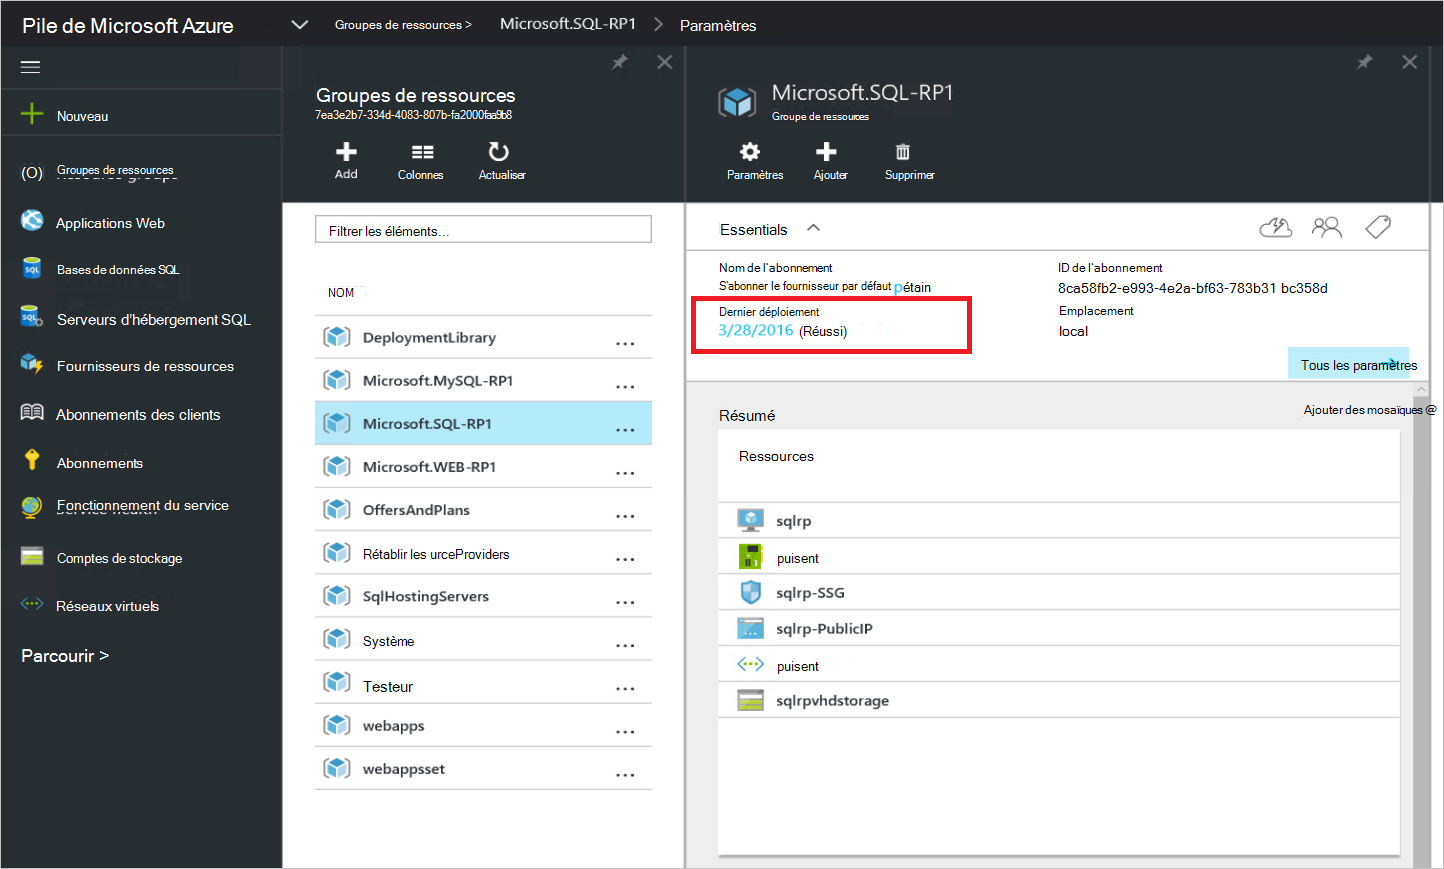 Pile de Microsoft Azure
Groupes de ressources >
Microsoft.SQL-RP1
Paramètres
Nouveau
(O) Groupes de ressources
Applications Web
Bases de données SQL
Serveurs d'hébergement SQL
Fournisseurs de ressources
Abonnements des clients
Abonnements
Fonctionnement du service
Comptes de stockage
Réseaux virtuels
Parcourir >
Groupes de ressources
7ea3e2b7-334d-4083-807b-fa2000faa9b8
Add
Colonnes
Actualiser
Filtrer les éléments...
NOM
DeploymentLibrary
Microsoft.MySQL-RP1
Microsoft.SQL-RP1
Microsoft.WEB-RP1
OffersAndPlans
Rétablir les urceProviders
SqlHostingServers
Système
Testeur
webapps
webappsset
Microsoft.SQL-RP1
Groupe de ressources
Paramètres
Ajouter
Supprimer
Essentials
Nom de l'abonnement
S'abonner le fournisseur par défaut pétain
Dernier déploiement
3/28/2016 (Réussi)
ID de l'abonnement
8ca58fb2-e993-4e2a-bf63-783b31 bc358d
Emplacement
local
Tous les paramètres
Ajouter des mosaïques @
Résumé
Ressources
sqlrp
puisent
sqlrp-SSG
sqlrp-PublicIP
puisent
sqlrpvhdstorage